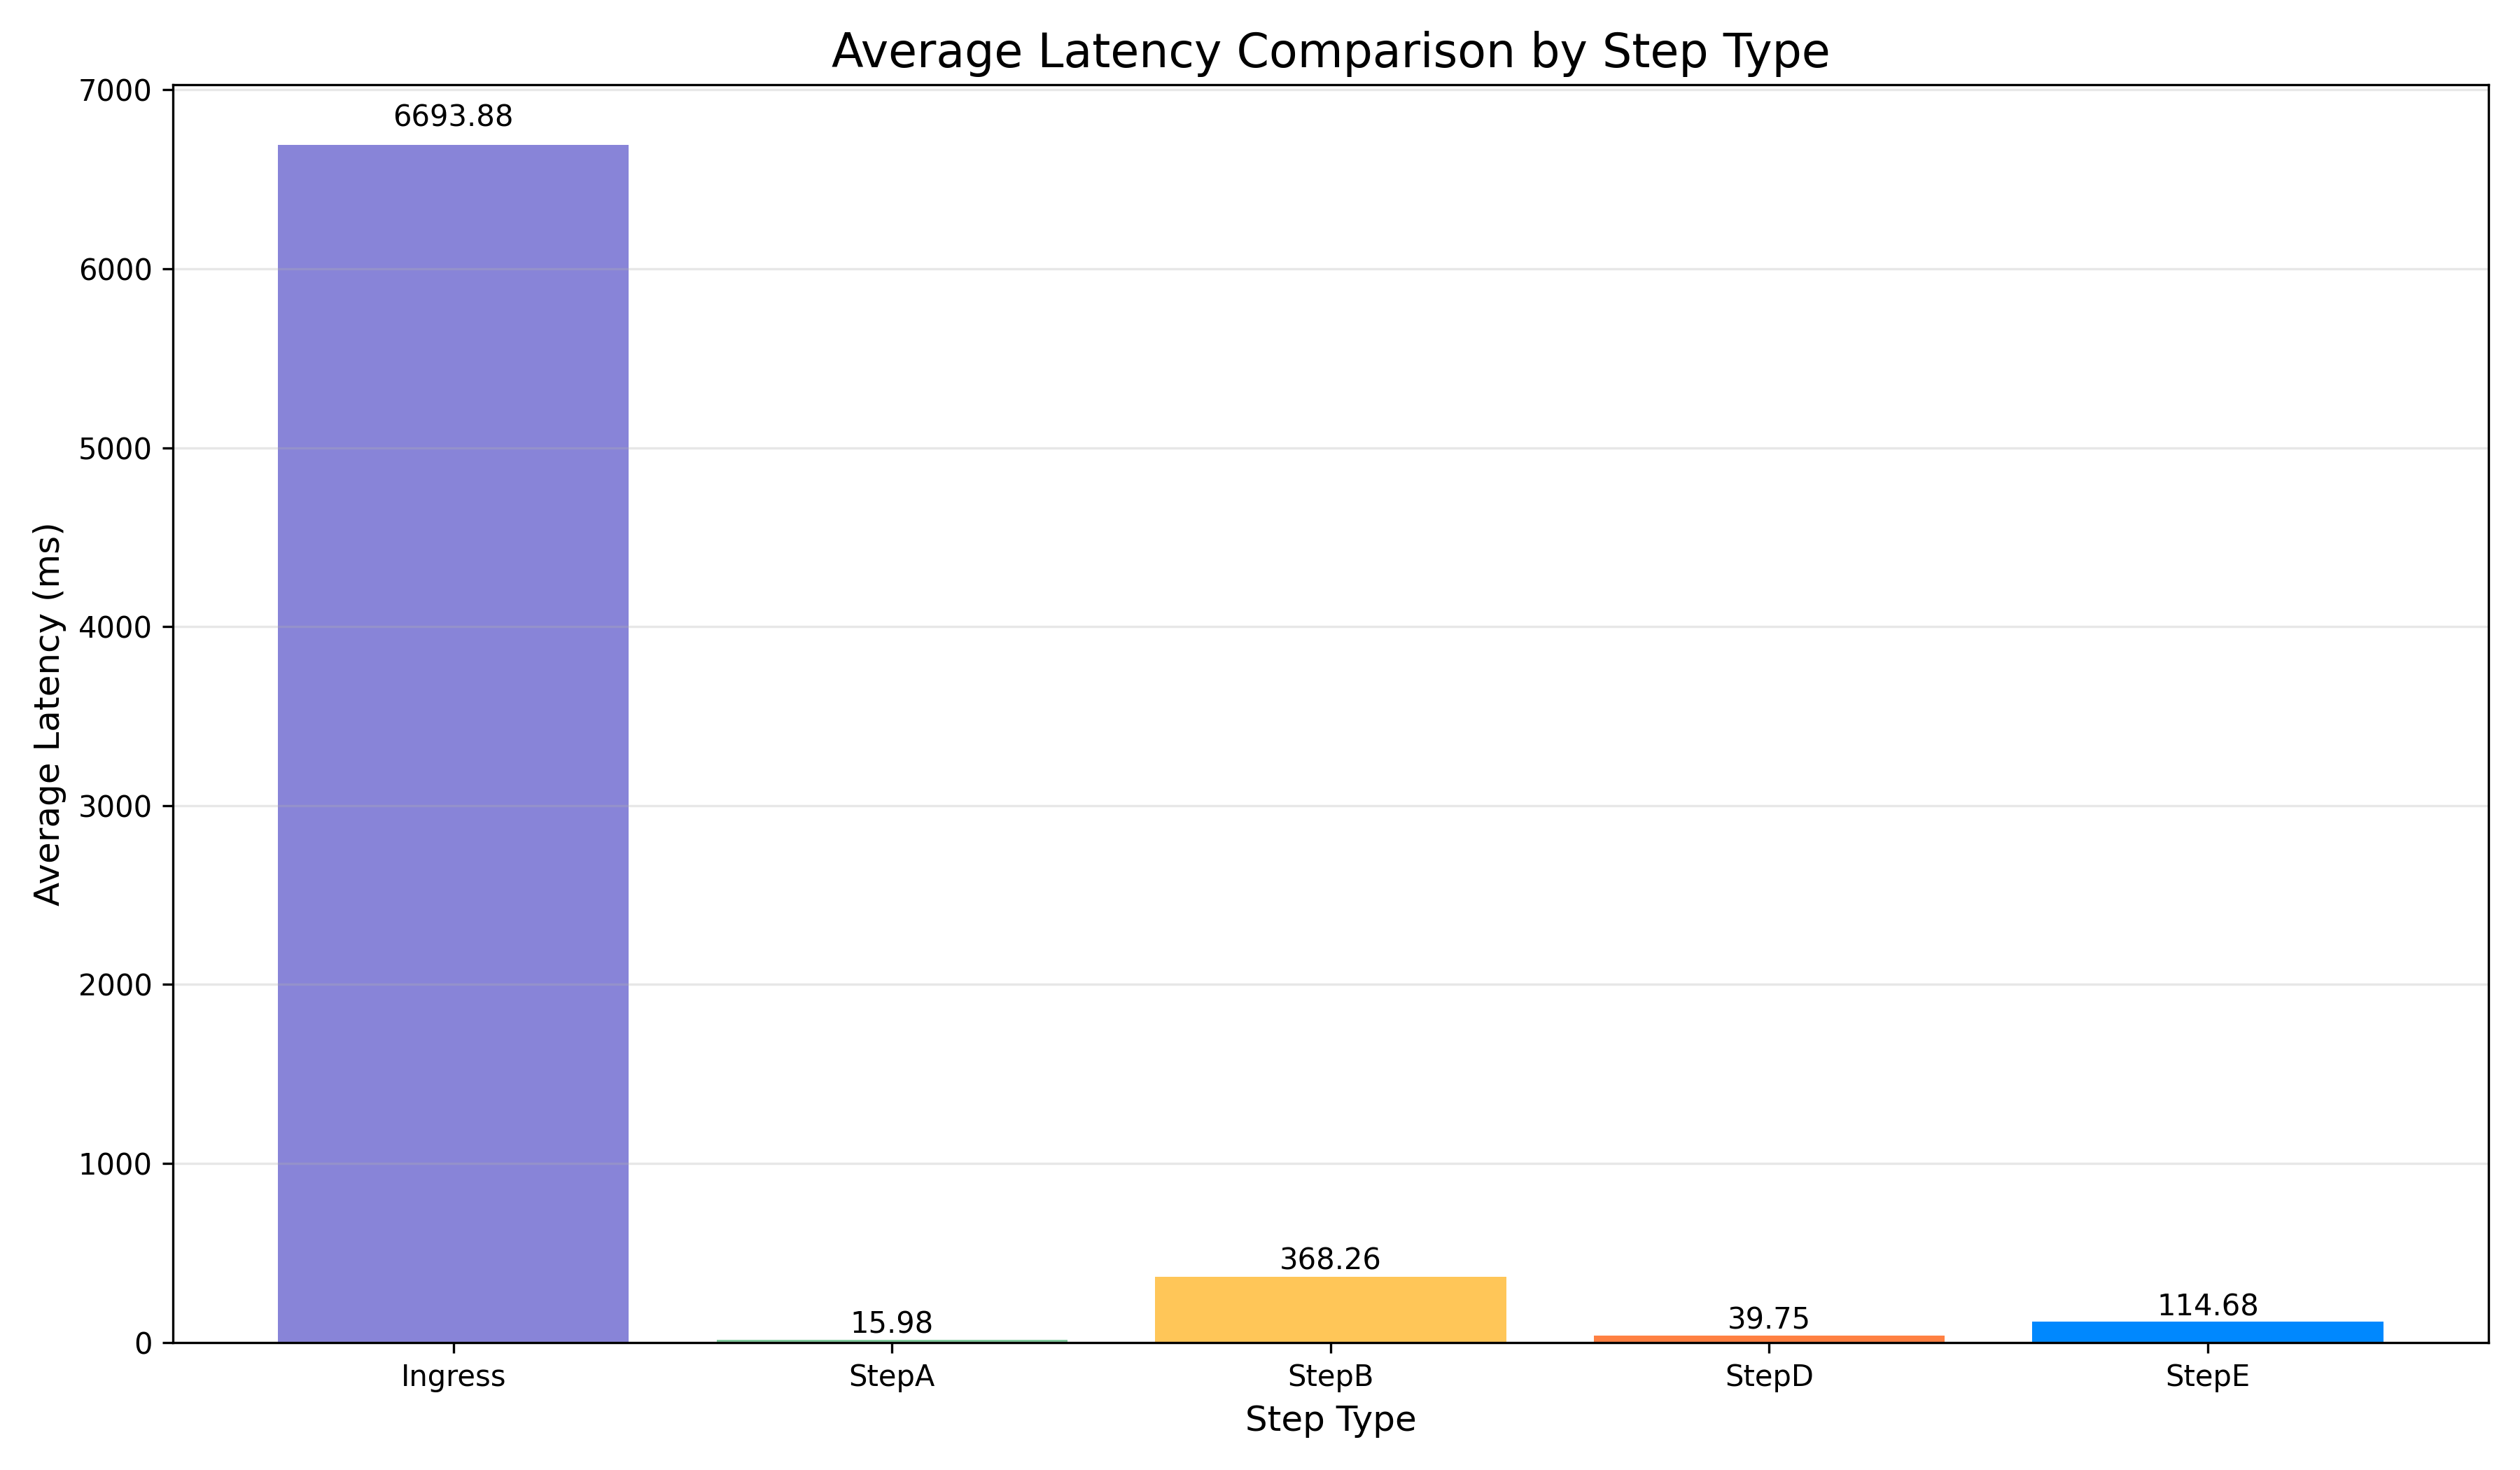 Average Latency Comparison by Step Type
7000
6000
5000
4000
3000
2000
1000
0
Average Latency (ms)
6693.88
15.98
368.26
39.75
114.68
Ingress
StepA
StepB
StepD
StepE
Step Type